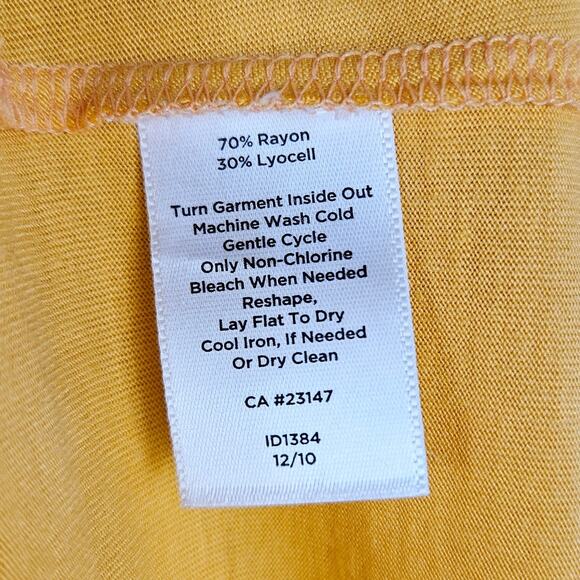 70% Rayon
30% Lyocell
Turn Garment Inside Out
Machine Wash Cold
Gentle Cycle
Only Non-Chlorine
Bleach When Needed
Reshape,
Lay Flat To Dry
Cool Iron, If Needed
Or Dry Clean
CA #23147
ID1384
12/10